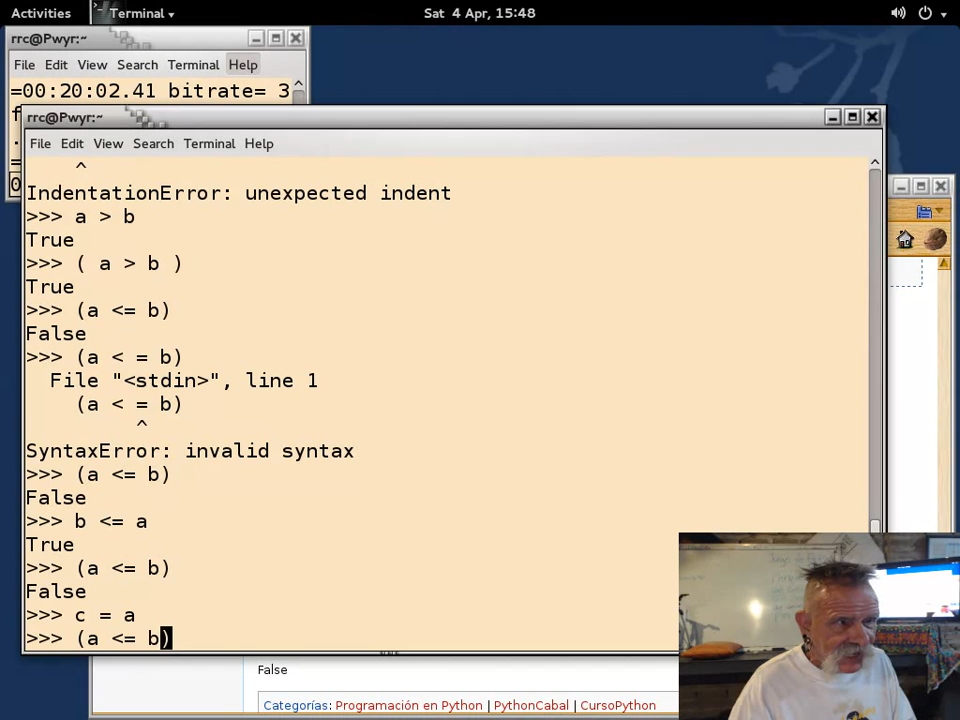 Activities Terminal Sat 4 Apr, 15:48
rrc@Pwyr:~
File Edit View Search Terminal Help
=00:20:02.41 bitrate= 3
f
.
=
0
rrc@Pwyr:~
File Edit View Search Terminal Help
^
IndentationError: unexpected indent
>>> a > b
True
>>> ( a > b )
True
>>> (a <= b)
False
>>> (a < = b)
File "<stdin>", line 1
(a < = b)
^
SyntaxError: invalid syntax
>>> (a <= b)
False
>>> b <= a
True
>>> (a <= b)
False
>>> c = a
>>> (a <= b)
False
Categorías: Programación en Python | PythonCabal | CursoPython